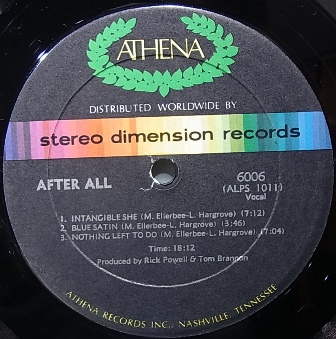 ATHENA
DISTRIBUTED WORLDWIDE BY
stereo dimension records
AFTER ALL
6006
(ALPS 1011)
Vocal
1. INTANGIBLE SHE (M. Ellerbee-L. Hargrove) (7:12)
2. BLUE SATIN (M. Ellerbee-L. Hargrove) (3:46)
3. NOTHING LEFT TO DO (M. Ellerbee-L. Hargrove) (7:04)
Time: 18:12
Produced by Rick Powell & Tom Brannon
ATHENA RECORDS INC., NASHVILLE, TENNESSEE